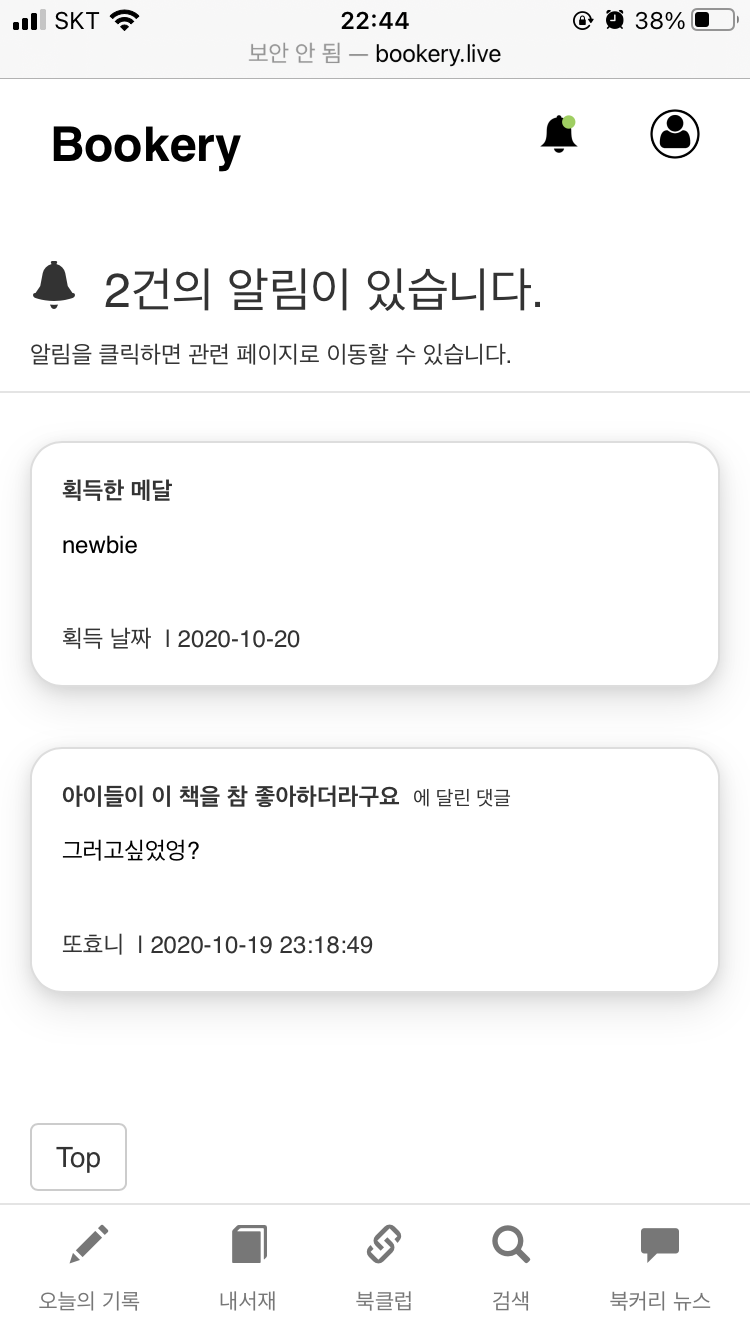 SKT 22:44 38%
보안 안 됨 — bookery.live
Bookery
2건의 알림이 있습니다.
알림을 클릭하면 관련 페이지로 이동할 수 있습니다.
획득한 메달
newbie
획득 날짜 | 2020-10-20
아이들이 이 책을 참 좋아하더라구요 에 달린 댓글
그러고싶었엉?
또효니 | 2020-10-19 23:18:49
Top
오늘의 기록 내서재 북클럽 검색 북커리 뉴스